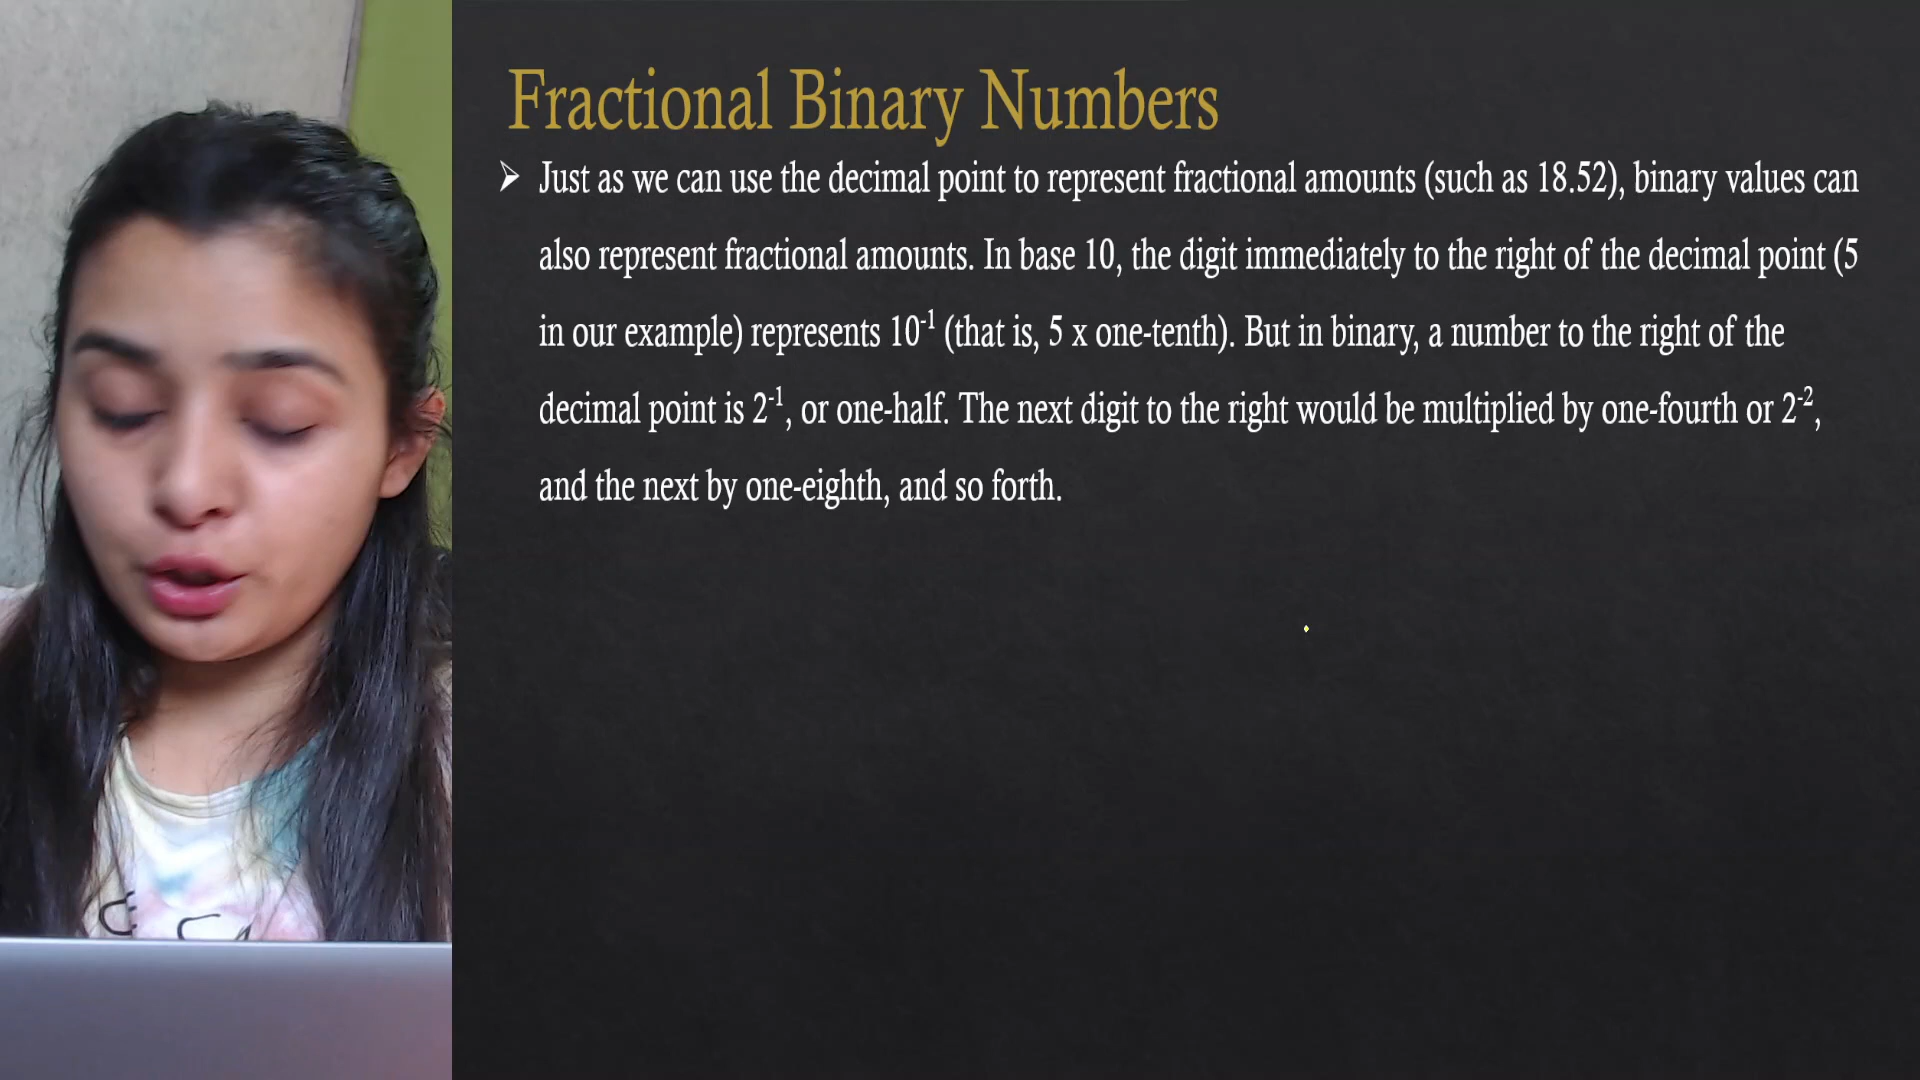 Fractional Binary Numbers
Just as we can use the decimal point to represent fractional amounts (such as 18.52), binary values can
also represent fractional amounts. In base 10, the digit immediately to the right of the decimal point (5
in our example) represents 10⁻¹ (that is, 5 x one-tenth). But in binary, a number to the right of the
decimal point is 2⁻¹, or one-half. The next digit to the right would be multiplied by one-fourth or 2⁻²,
and the next by one-eighth, and so forth.